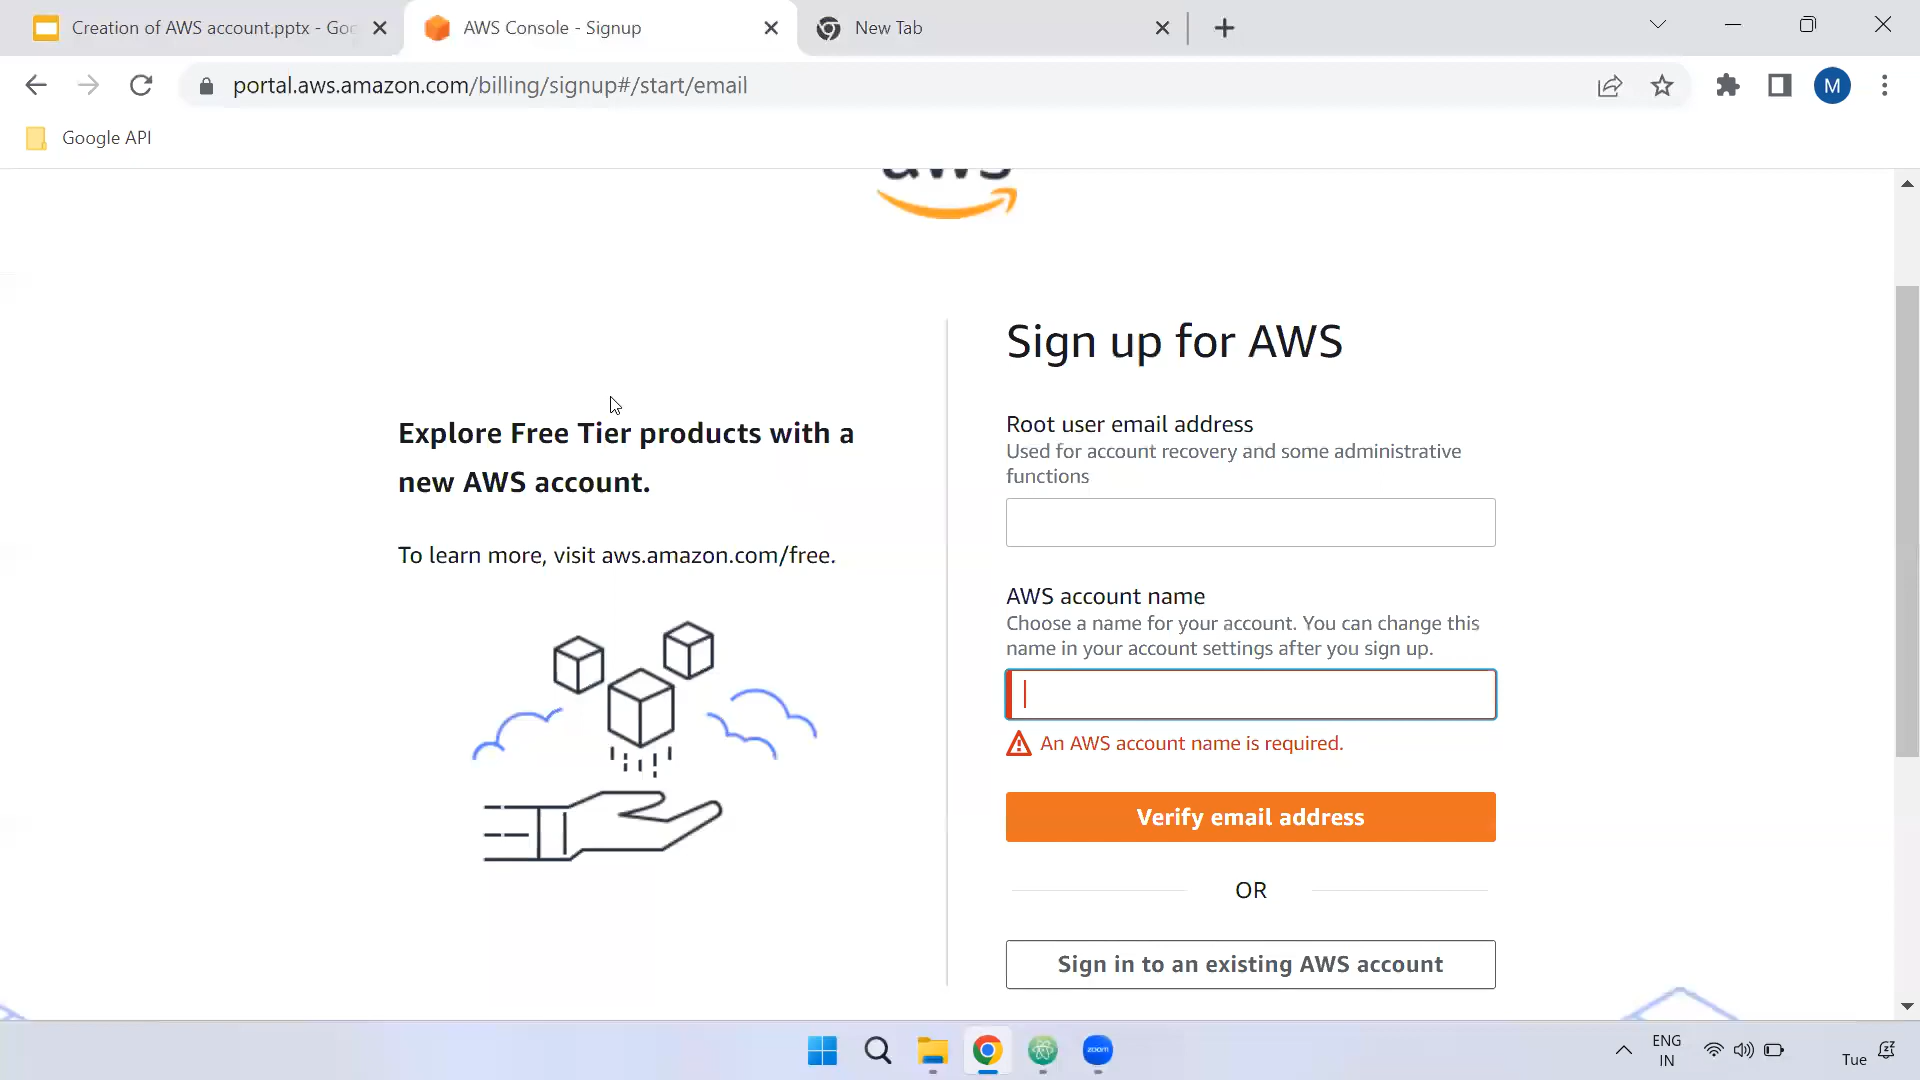 Creation of AWS account.pptx - Goo
AWS Console - Signup
New Tab
portal.aws.amazon.com/billing/signup#/start/email
M
Google API
aws
Sign up for AWS
Explore Free Tier products with a
new AWS account.
To learn more, visit aws.amazon.com/free.
Root user email address
Used for account recovery and some administrative
functions
AWS account name
Choose a name for your account. You can change this
name in your account settings after you sign up.
An AWS account name is required.
Verify email address
OR
Sign in to an existing AWS account
zoom
ENG
IN
Tue